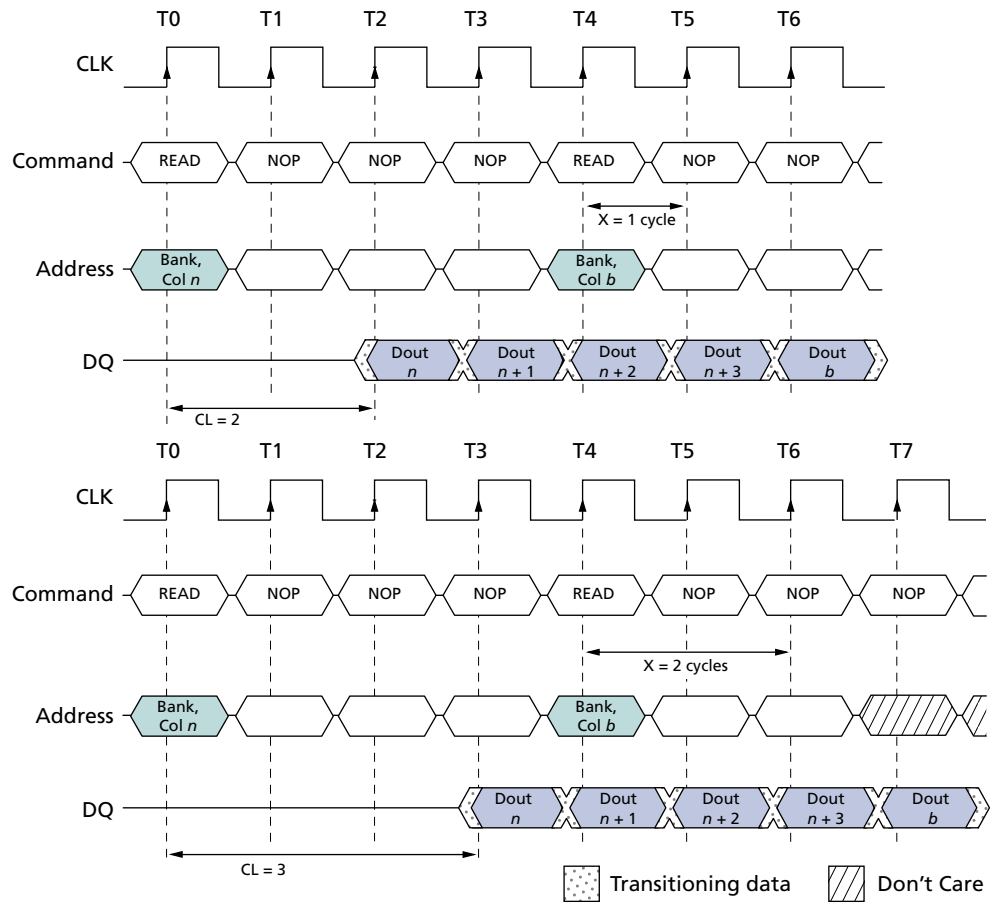 T0 T1 T2 T3 T4 T5 T6
CLK
Command READ NOP NOP NOP READ NOP NOP
X = 1 cycle
Address Bank, Col n Bank, Col b
DQ Dout n Dout n + 1 Dout n + 2 Dout n + 3 Dout b
CL = 2
T0 T1 T2 T3 T4 T5 T6 T7
CLK
Command READ NOP NOP NOP READ NOP NOP NOP
X = 2 cycles
Address Bank, Col n Bank, Col b
DQ Dout n Dout n + 1 Dout n + 2 Dout n + 3 Dout b
CL = 3
Transitioning data Don't Care